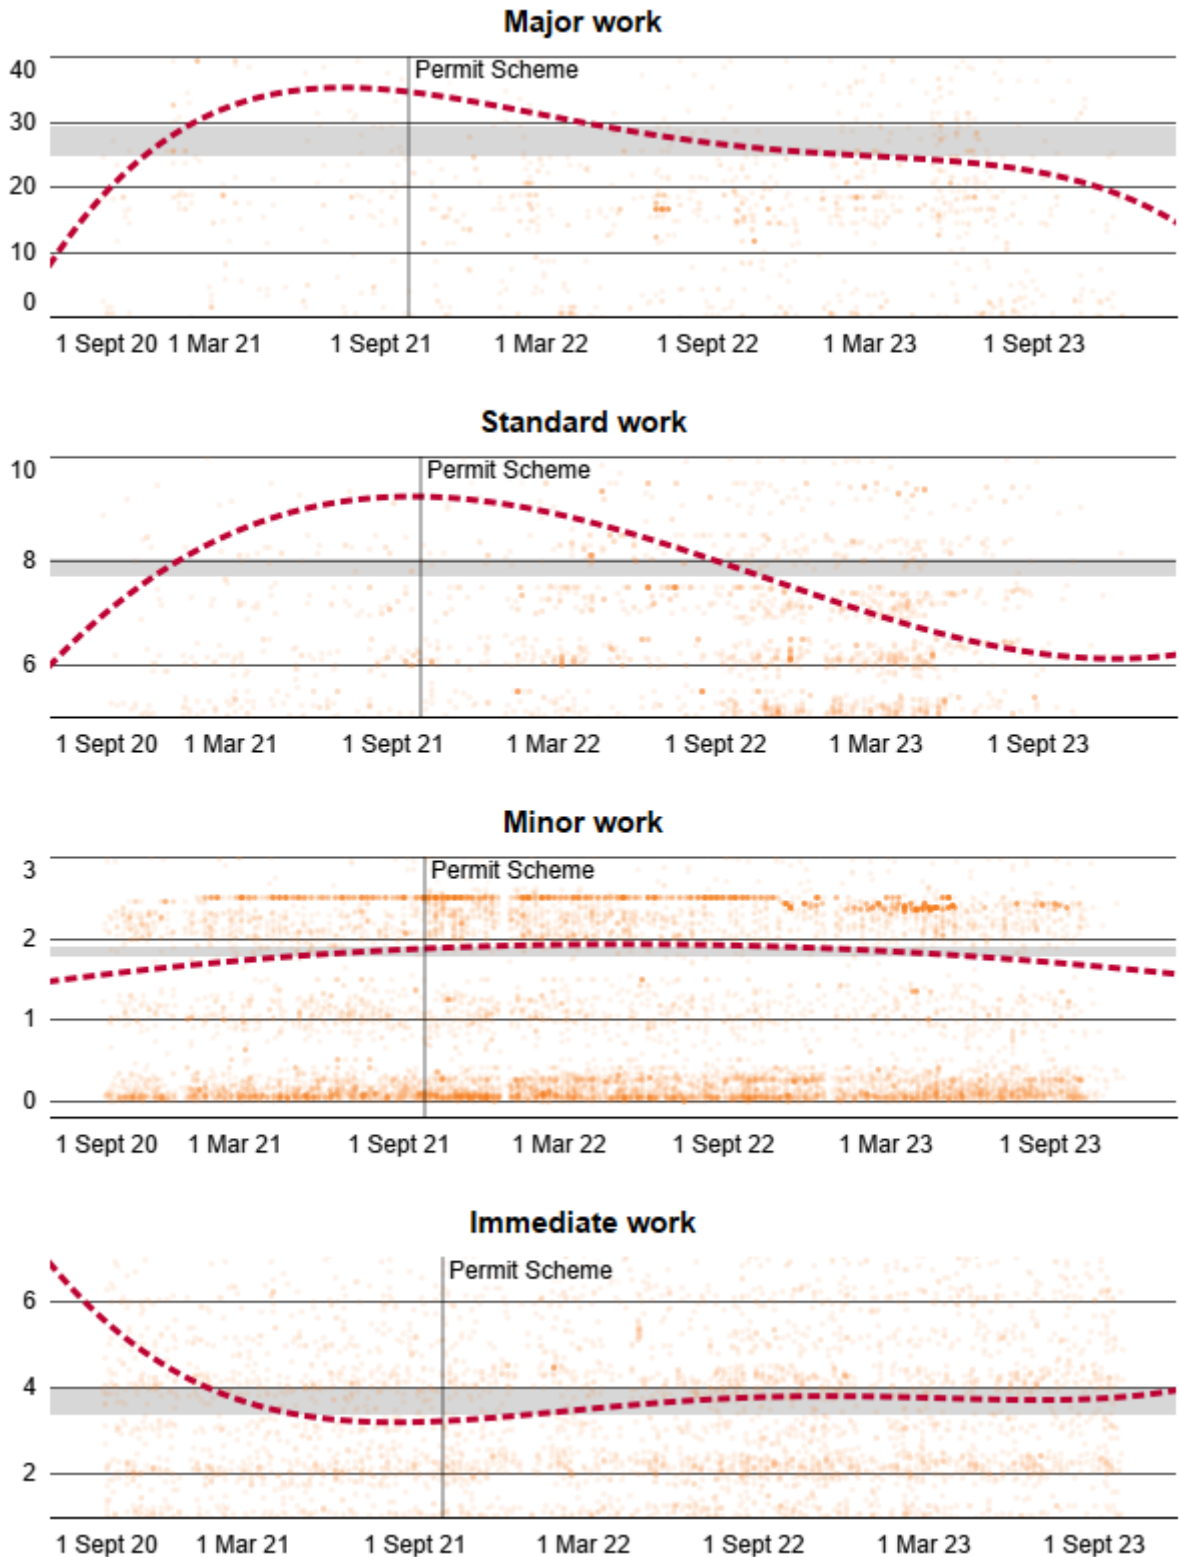 Major work
Permit Scheme
40
30
20
10
0
1 Sept 20 1 Mar 21 1 Sept 21 1 Mar 22 1 Sept 22 1 Mar 23 1 Sept 23
Standard work
Permit Scheme
10
8
6
1 Sept 20 1 Mar 21 1 Sept 21 1 Mar 22 1 Sept 22 1 Mar 23 1 Sept 23
Minor work
Permit Scheme
3
2
1
0
1 Sept 20 1 Mar 21 1 Sept 21 1 Mar 22 1 Sept 22 1 Mar 23 1 Sept 23
Immediate work
Permit Scheme
6
4
2
1 Sept 20 1 Mar 21 1 Sept 21 1 Mar 22 1 Sept 22 1 Mar 23 1 Sept 23